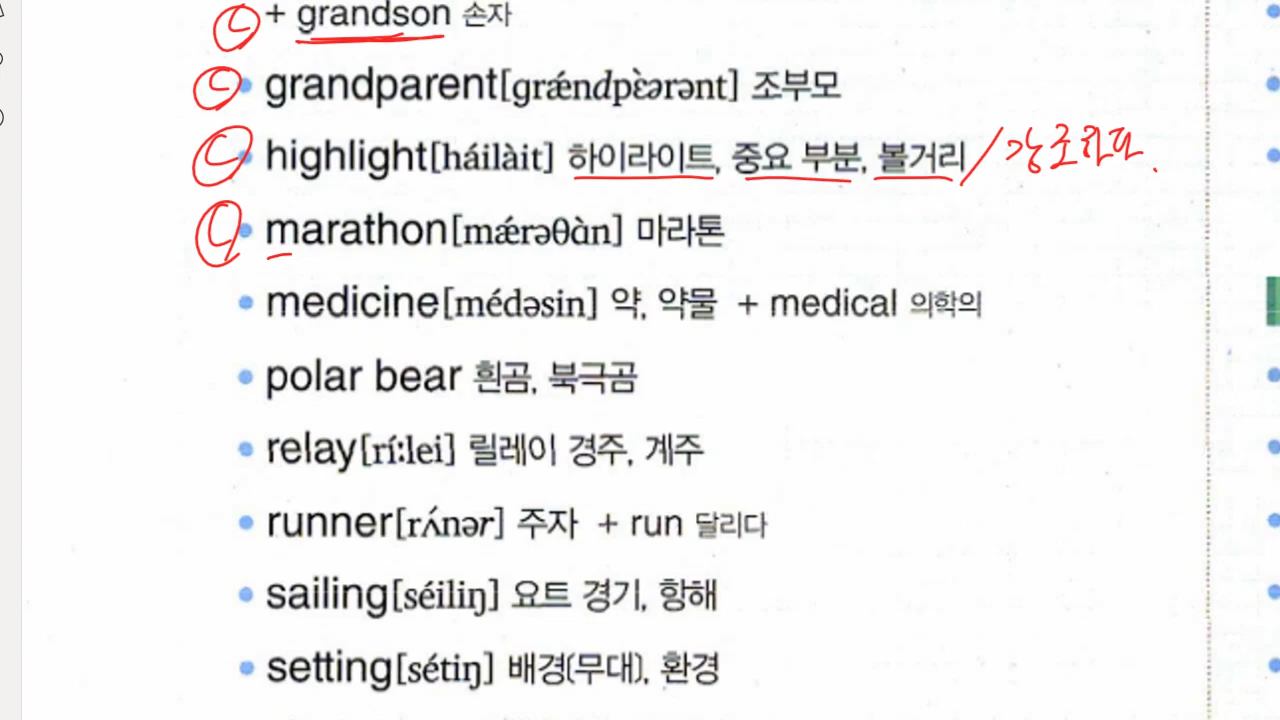 + grandson 손자
grandparent[grǽndpɛ̀ərənt] 조부모
highlight[háilàit] 하이라이트, 중요 부분, 볼거리 / 강조하다.
marathon[mǽrəθàn] 마라톤
medicine[médəsin] 약, 약물 + medical 의학의
polar bear 흰곰, 북극곰
relay[ríːlei] 릴레이 경주, 계주
runner[rʌ́nər] 주자 + run 달리다
sailing[séiliŋ] 요트 경기, 항해
setting[sétiŋ] 배경(무대), 환경